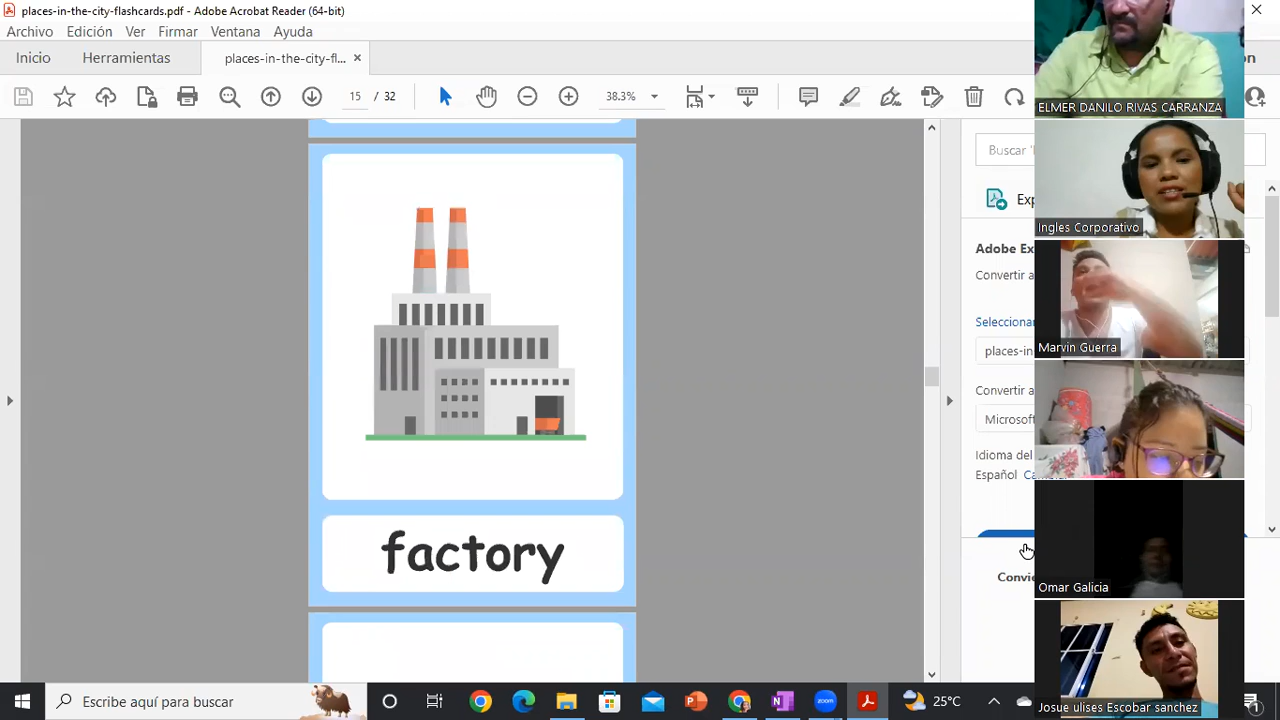 places-in-the-city-flashcards.pdf - Adobe Acrobat Reader (64-bit)
Archivo Edición Ver Firmar Ventana Ayuda
Inicio Herramientas places-in-the-city-fl...
15 / 32 38.3%
factory
Buscar
Adobe
Convertir a
Seleccionar
places-in
Convertir a
Microsoft
Idioma del
Español
ELMER DANILO RIVAS CARRANZA
Ingles Corporativo
Marvin Guerra
Omar Galicia
Josue ulises Escobar sanchez
Escribe aquí para buscar
25°C